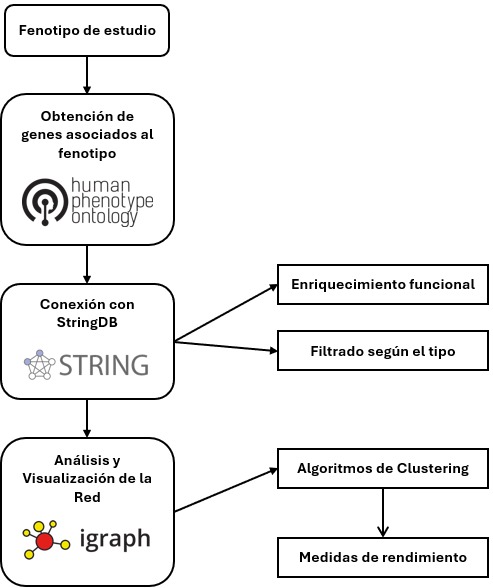 Fenotipo de estudio
Obtención de
genes asociados al
fenotipo
human
phenotype
ontology
Conexión con
StringDB
STRING
Enriquecimiento funcional
Filtrado según el tipo
Análisis y
Visualización de la
Red
igraph
Algoritmos de Clustering
Medidas de rendimiento